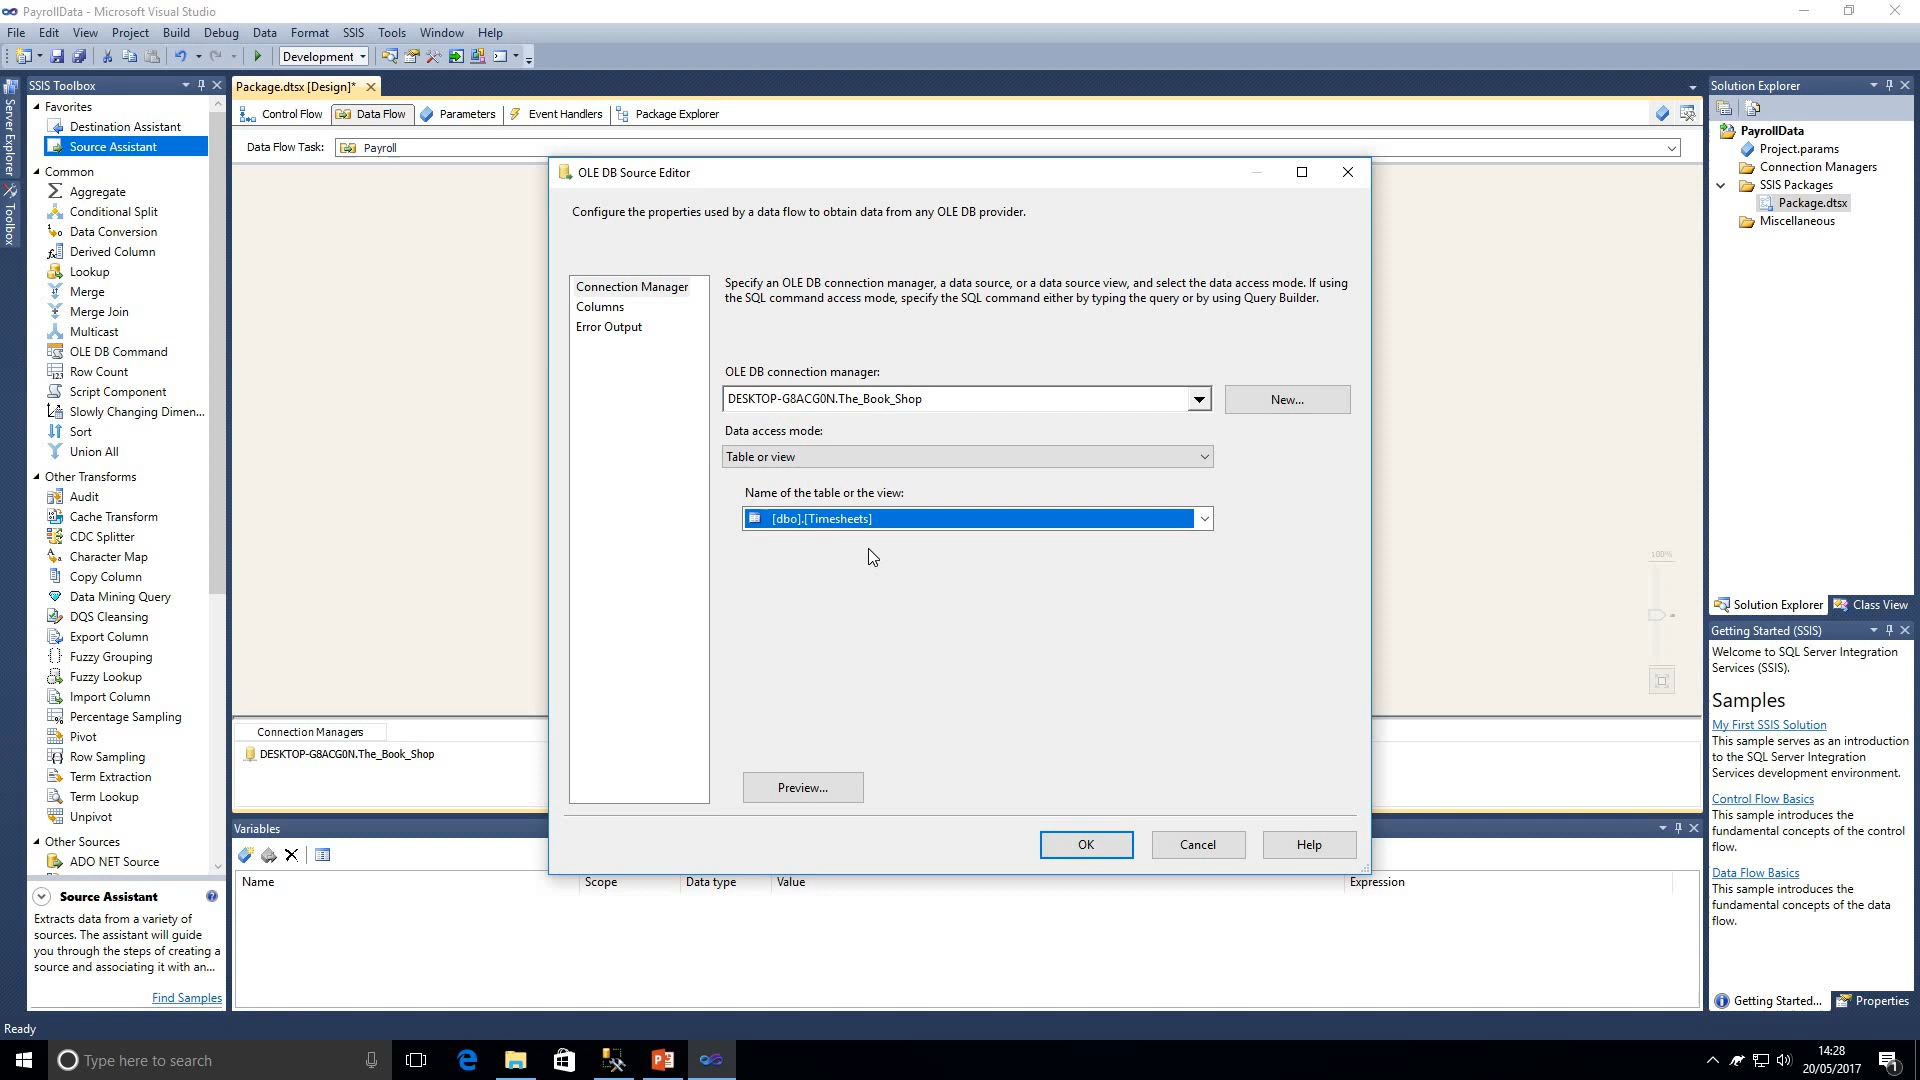 PayrollData - Microsoft Visual Studio
File Edit View Project Build Debug Data Format SSIS Tools Window Help
Development
Server Explorer
Toolbox
SSIS Toolbox
Favorites
Destination Assistant
Source Assistant
Common
Aggregate
Conditional Split
Data Conversion
Derived Column
Lookup
Merge
Merge Join
Multicast
OLE DB Command
Row Count
Script Component
Slowly Changing Dimen...
Sort
Union All
Other Transforms
Audit
Cache Transform
CDC Splitter
Character Map
Copy Column
Data Mining Query
DQS Cleansing
Export Column
Fuzzy Grouping
Fuzzy Lookup
Import Column
Percentage Sampling
Pivot
Row Sampling
Term Extraction
Term Lookup
Unpivot
Other Sources
ADO NET Source
Source Assistant
Extracts data from a variety of
sources. The assistant will guide
you through the steps of creating a
source and associating it with an...
Find Samples
Package.dtsx [Design]*
Control Flow Data Flow Parameters Event Handlers Package Explorer
Data Flow Task: Payroll
OLE DB Source Editor
Configure the properties used by a data flow to obtain data from any OLE DB provider.
Connection Manager
Columns
Error Output
Specify an OLE DB connection manager, a data source, or a data source view, and select the data access mode. If using
the SQL command access mode, specify the SQL command either by typing the query or by using Query Builder.
OLE DB connection manager:
DESKTOP-G8ACG0N.The_Book_Shop
New...
Data access mode:
Table or view
Name of the table or the view:
[dbo].[Timesheets]
Preview...
OK Cancel Help
100%
Connection Managers
DESKTOP-G8ACG0N.The_Book_Shop
Variables
Name Scope Data type Value Expression
Solution Explorer
PayrollData
Project.params
Connection Managers
SSIS Packages
Package.dtsx
Miscellaneous
Solution Explorer Class View
Getting Started (SSIS)
Welcome to SQL Server Integration
Services (SSIS).
Samples
My First SSIS Solution
This sample serves as an introduction
to the SQL Server Integration
Services development environment.
Control Flow Basics
This sample introduces the
fundamental concepts of the control
flow.
Data Flow Basics
This sample introduces the
fundamental concepts of the data
flow.
Getting Started... Properties
Ready
Type here to search
14:28
20/05/2017
1